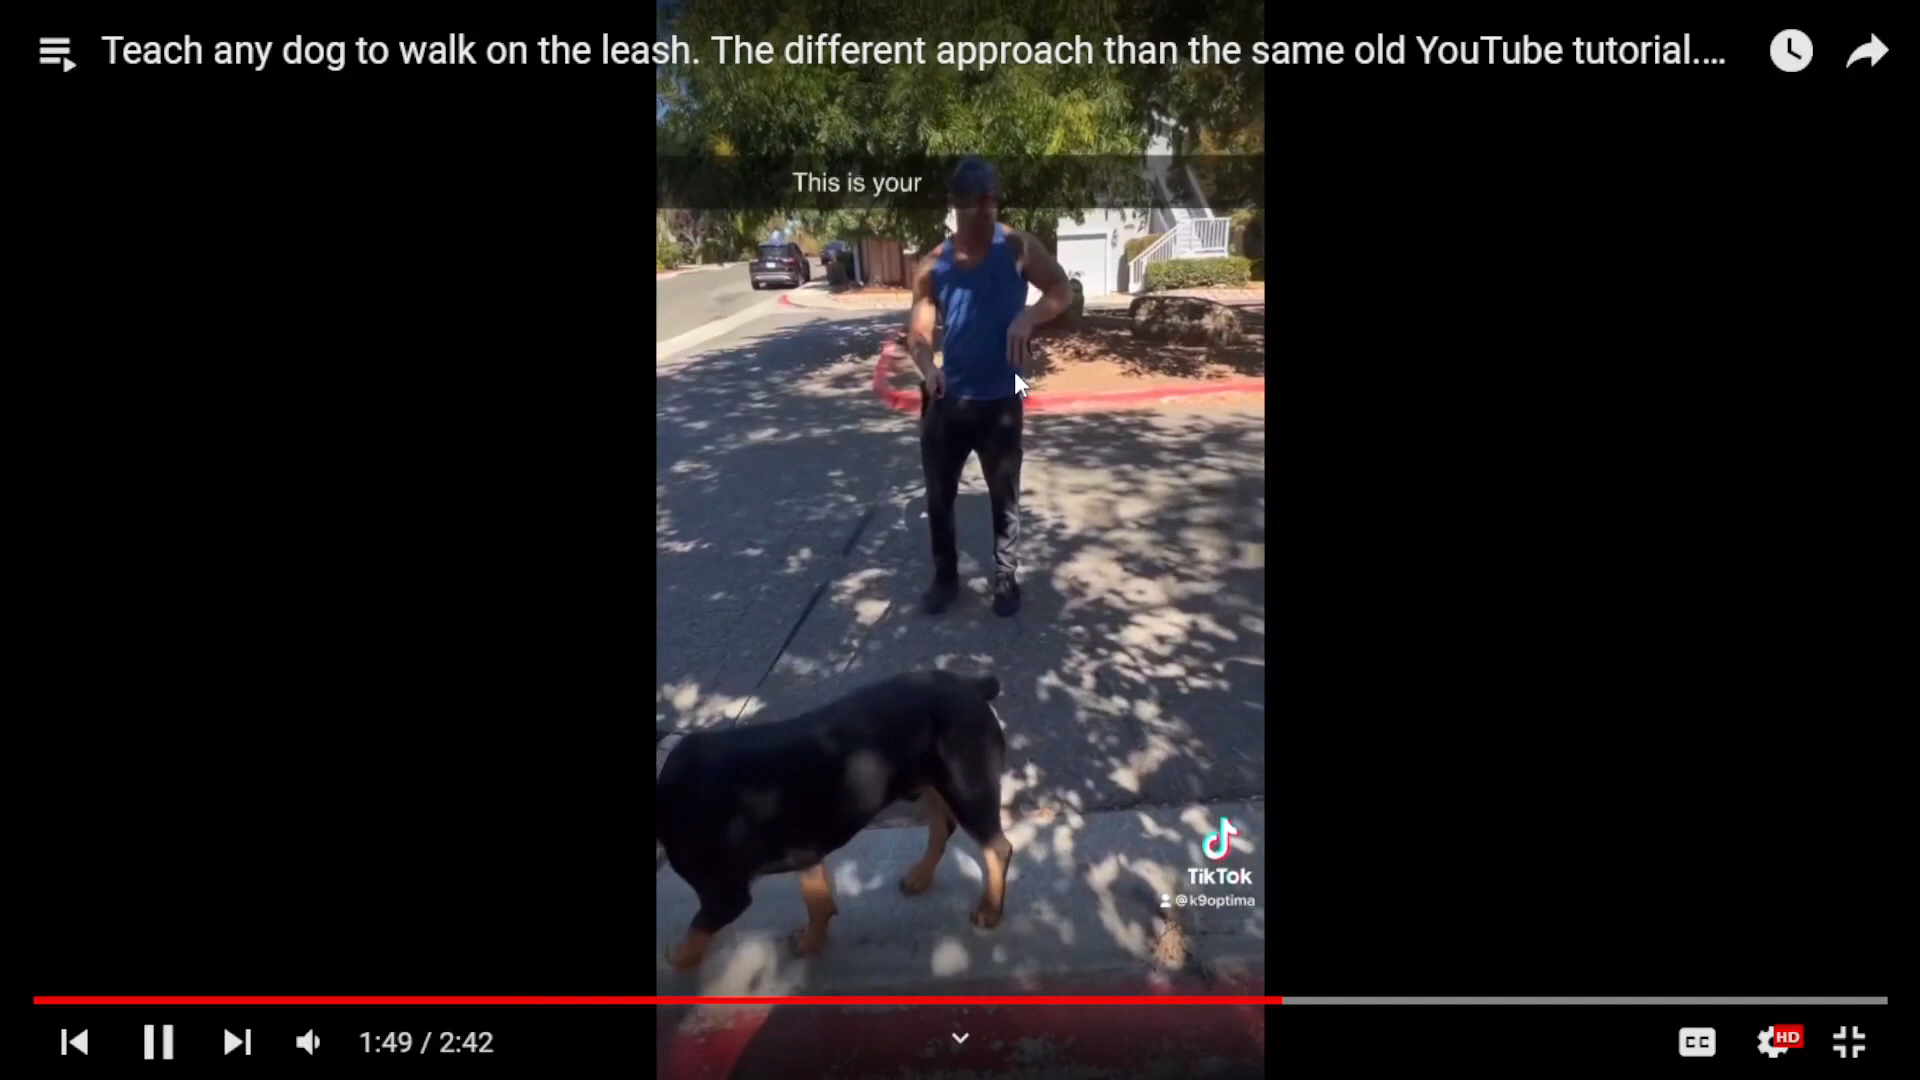 Teach any dog to walk on the leash. The different approach than the same old YouTube tutorial....
This is your
TikTok
@k9optima
1:49 / 2:42
CC
HD